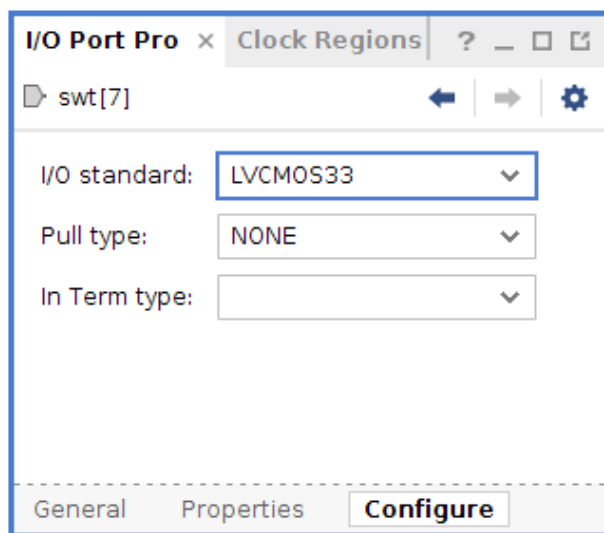 I/O Port Pro × Clock Regions ?
swt[7]
I/O standard: LVCMOS33
Pull type: NONE
In Term type:
General Properties Configure